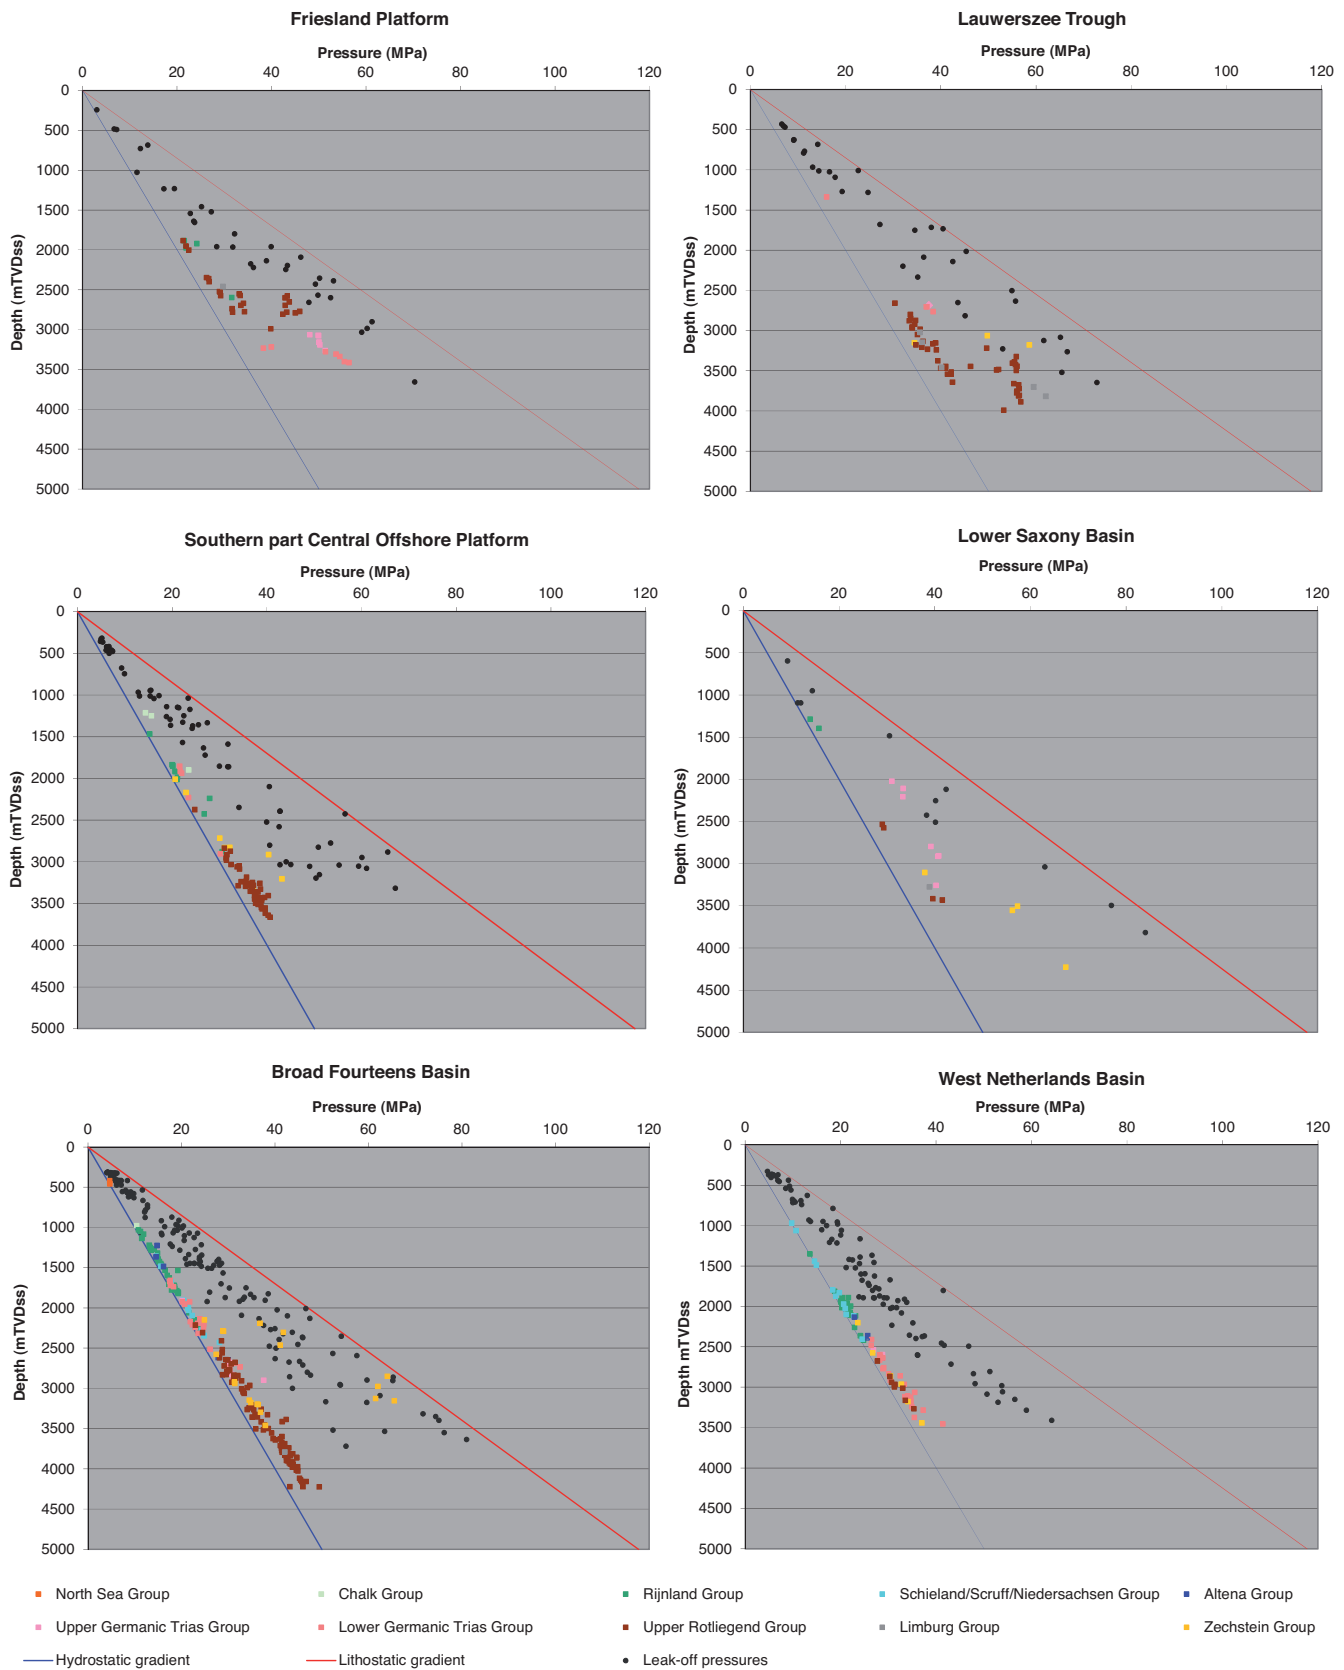 Friesland Platform
Pressure (MPa)
0 20 40 60 80 100 120
0
500
1000
1500
2000
2500
3000
3500
4000
4500
5000
Depth (mTVDss)
Lauwerszee Trough
Pressure (MPa)
0 20 40 60 80 100 120
0
500
1000
1500
2000
2500
3000
3500
4000
4500
5000
Depth (mTVDss)
Southern part Central Offshore Platform
Pressure (MPa)
0 20 40 60 80 100 120
0
500
1000
1500
2000
2500
3000
3500
4000
4500
5000
Depth (mTVDss)
Lower Saxony Basin
Pressure (MPa)
0 20 40 60 80 100 120
0
500
1000
1500
2000
2500
3000
3500
4000
4500
5000
Depth (mTVDss)
Broad Fourteens Basin
Pressure (MPa)
0 20 40 60 80 100 120
0
500
1000
1500
2000
2500
3000
3500
4000
4500
5000
Depth (mTVDss)
West Netherlands Basin
Pressure (MPa)
0 20 40 60 80 100 120
0
500
1000
1500
2000
2500
3000
3500
4000
4500
5000
Depth mTVDss)
North Sea Group Chalk Group Rijnland Group Schieland/Scruff/Niedersachsen Group Altena Group
Upper Germanic Trias Group Lower Germanic Trias Group Upper Rotliegend Group Limburg Group Zechstein Group
Hydrostatic gradient Lithostatic gradient Leak-off pressures